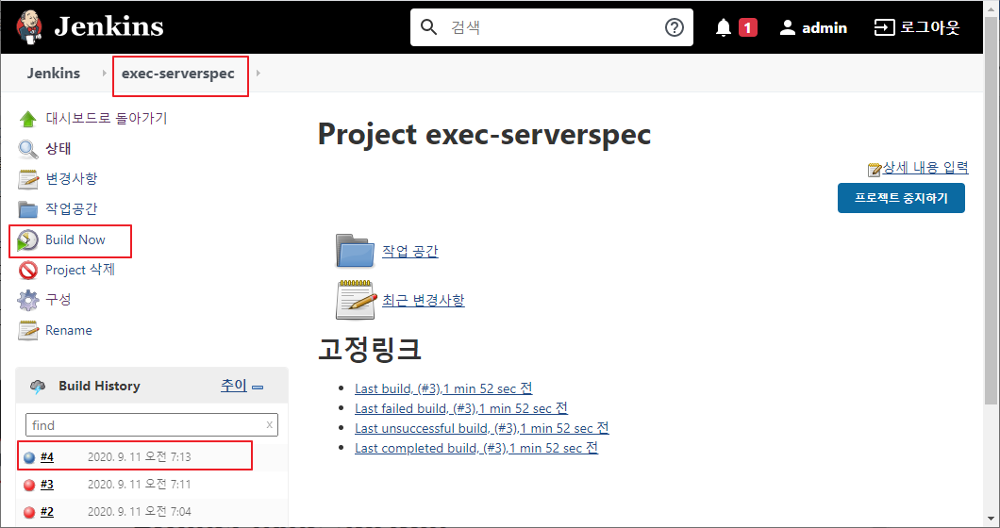 Jenkins
검색
1
admin
로그아웃
Jenkins
exec-serverspec
대시보드로 돌아가기
상태
변경사항
작업공간
Build Now
Project 삭제
구성
Rename
Build History
추이
find
x
#4 2020. 9. 11 오전 7:13
#3 2020. 9. 11 오전 7:11
#2 2020. 9. 11 오전 7:04
Project exec-serverspec
상세 내용 입력
프로젝트 중지하기
작업 공간
최근 변경사항
고정링크
Last build, (#3),1 min 52 sec 전
Last failed build, (#3),1 min 52 sec 전
Last unsuccessful build, (#3),1 min 52 sec 전
Last completed build, (#3),1 min 52 sec 전